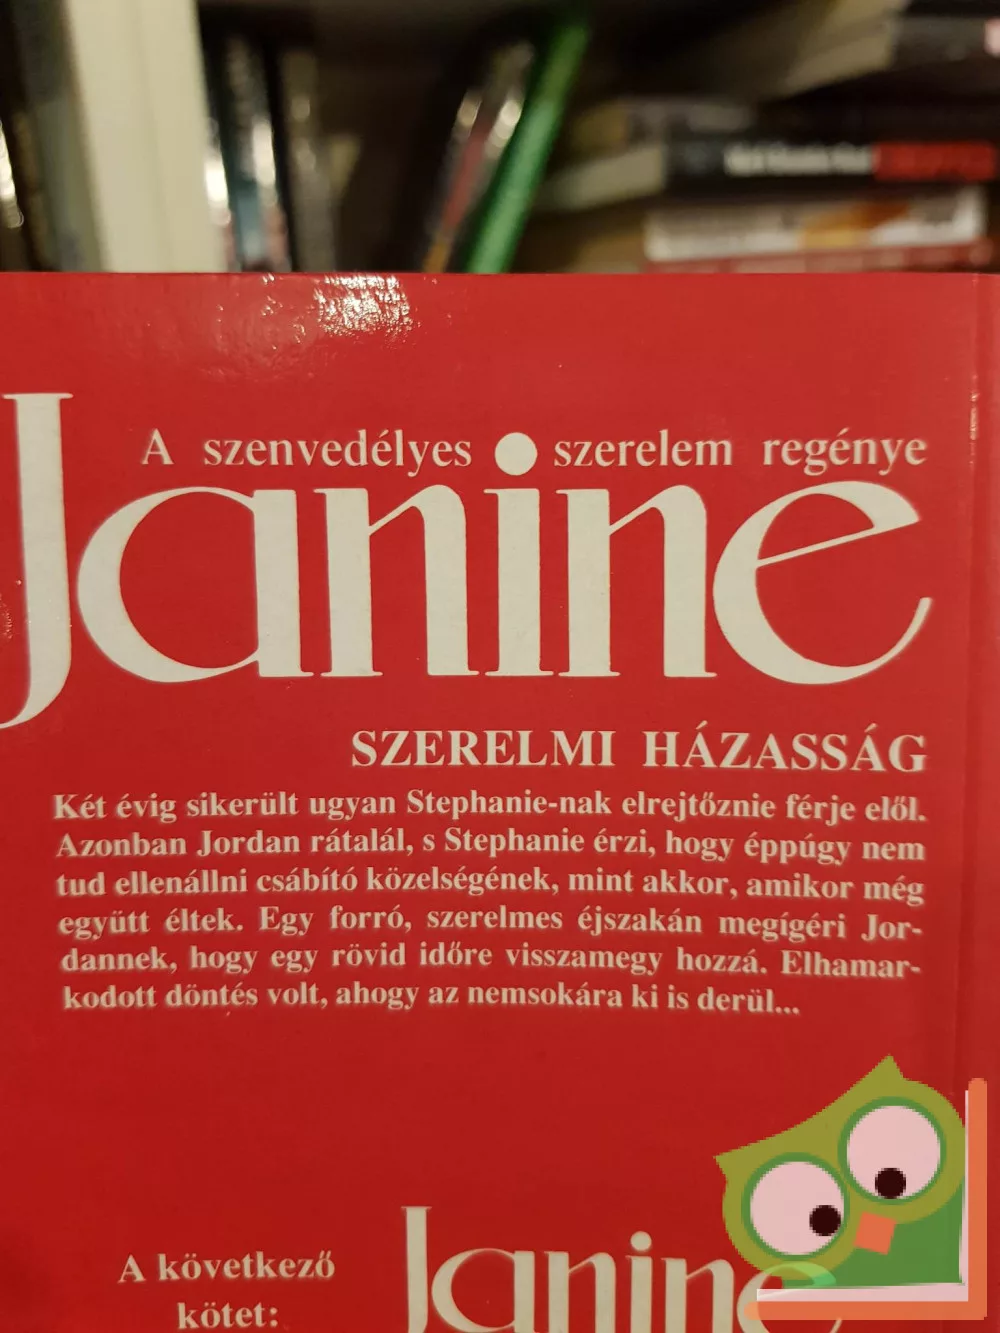 A szenvedélyes szerelem regénye
Janine
SZERELMI HÁZASSÁG
Két évig sikerült ugyan Stephanie-nak elrejtőznie férje elől.
Azonban Jordan rátalál, s Stephanie érzi, hogy éppúgy nem
tud ellenállni csábító közelségének, mint akkor, amikor még
együtt éltek. Egy forró, szerelmes éjszakán megígéri Jor-
dannek, hogy egy rövid időre visszamegy hozzá. Elhamar-
kodott döntés volt, ahogy az nemsokára ki is derül...
A következő
kötet:
Janine